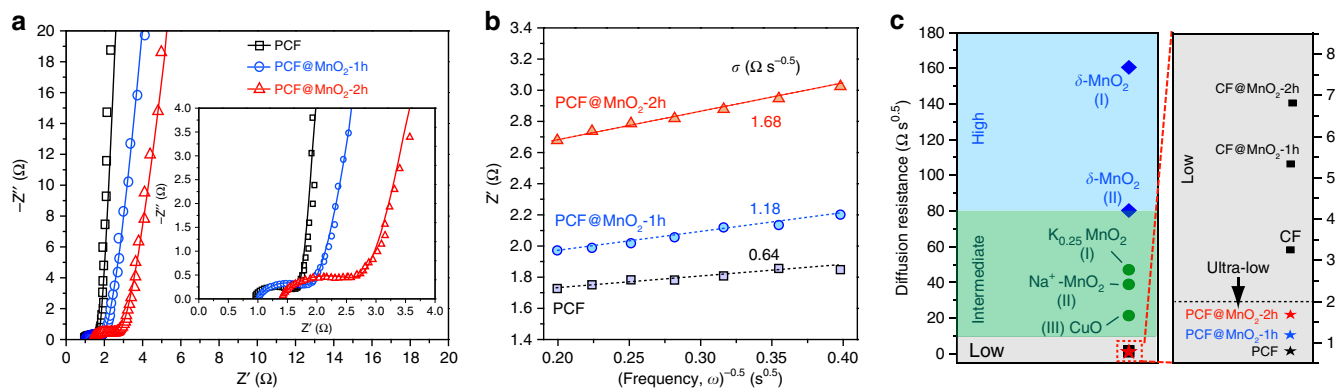 a
20
18
16
14
12
10
8
6
4
2
0
–Z″ (Ω)
0 2 4 6 8 10 12 14 16 18 20
Z′ (Ω)
PCF
PCF@MnO₂-1h
PCF@MnO₂-2h
4.0
3.5
3.0
2.5
2.0
1.5
1.0
0.5
0.0
–Z″ (Ω)
0.0 0.5 1.0 1.5 2.0 2.5 3.0 3.5 4.0
Z′ (Ω)
b
3.4
3.2
3.0
2.8
2.6
2.4
2.2
2.0
1.8
1.6
1.4
Z′ (Ω)
σ (Ω s⁻⁰·⁵)
PCF@MnO₂-2h
1.68
PCF@MnO₂-1h
1.18
0.64
PCF
0.20 0.25 0.30 0.35 0.40
(Frequency, ω)⁻⁰·⁵ (s⁰·⁵)
c
180
160
140
120
100
80
60
40
20
0
Diffusion resistance (Ω s⁰·⁵)
High
Intermediate
Low
δ-MnO₂
(I)
δ-MnO₂
(II)
K₀.₂₅ MnO₂
(I)
Na⁺ -MnO₂
(II)
(III) CuO
Low
CF@MnO₂-2h
CF@MnO₂-1h
CF
Ultra-low
PCF@MnO₂-2h
PCF@MnO₂-1h
PCF
8
7
6
5
4
3
2
1